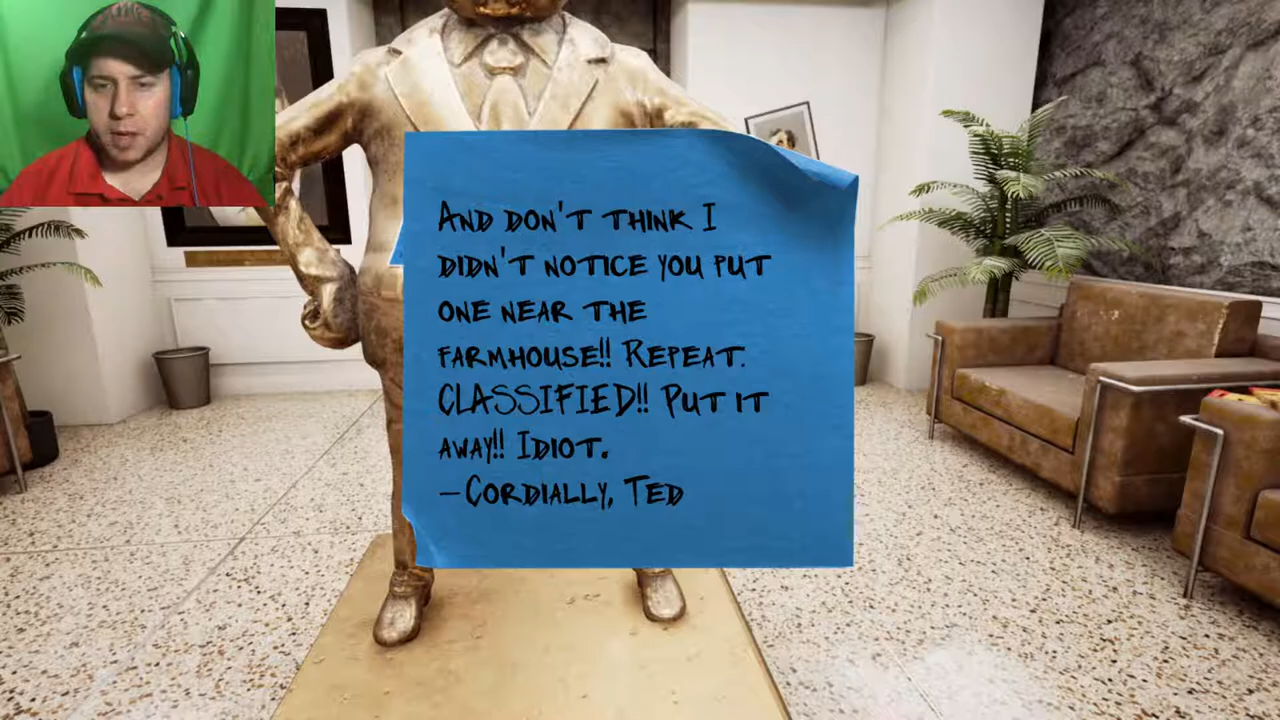 AND DON'T THINK I
DIDN'T NOTICE YOU PUT
ONE NEAR THE
FARMHOUSE!! REPEAT.
CLASSIFIED!! PUT IT
AWAY!! IDIOT.
–CORDIALLY, TED